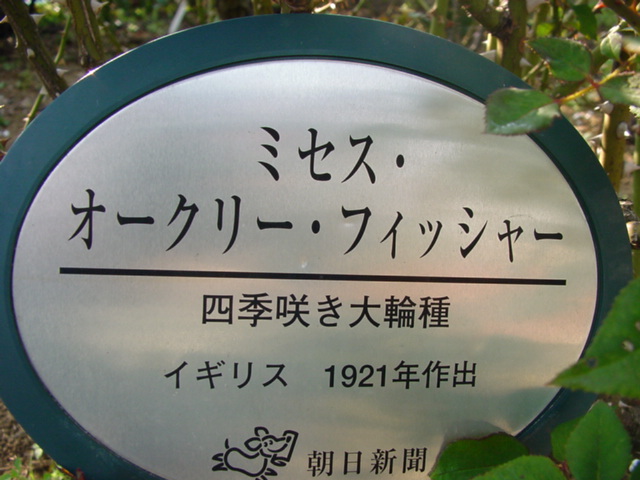 ミセス・
オークリー・フィッシャー
四季咲き大輪種
イギリス　1921年作出
朝日新聞